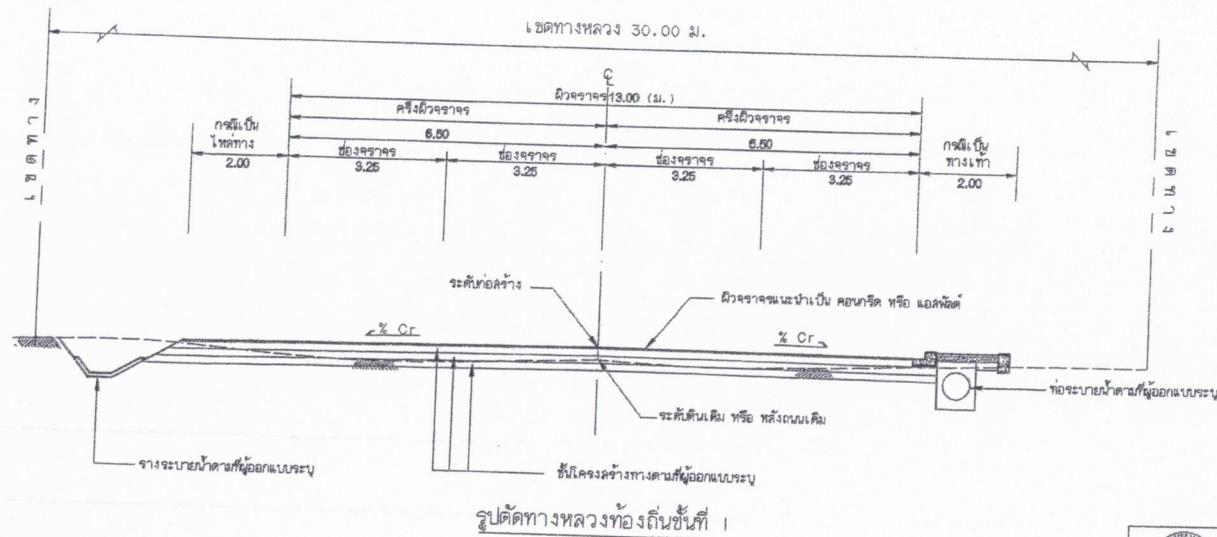 เขตทางหลวง 30.00 ม.
เขตทาง
เขตทาง
℄
ผิวจราจร 13.00 (ม.)
ครึ่งผิวจราจร
ครึ่งผิวจราจร
6.50
6.50
กรณีเป็น
ไหล่ทาง
2.00
ช่องจราจร
3.25
ช่องจราจร
3.25
ช่องจราจร
3.25
ช่องจราจร
3.25
กรณีเป็น
ทางเท้า
2.00
ระดับก่อสร้าง
ผิวจราจรแนะนำเป็น คอนกรีต หรือ แอสฟัลต์
% Cr
% Cr
ท่อระบายน้ำตามที่ผู้ออกแบบระบุ
ระดับดินเดิม หรือ หลังถนนเดิม
รางระบายน้ำตามที่ผู้ออกแบบระบุ
ชั้นโครงสร้างทางตามที่ผู้ออกแบบระบุ
รูปตัดทางหลวงท้องถิ่นชั้นที่ 1